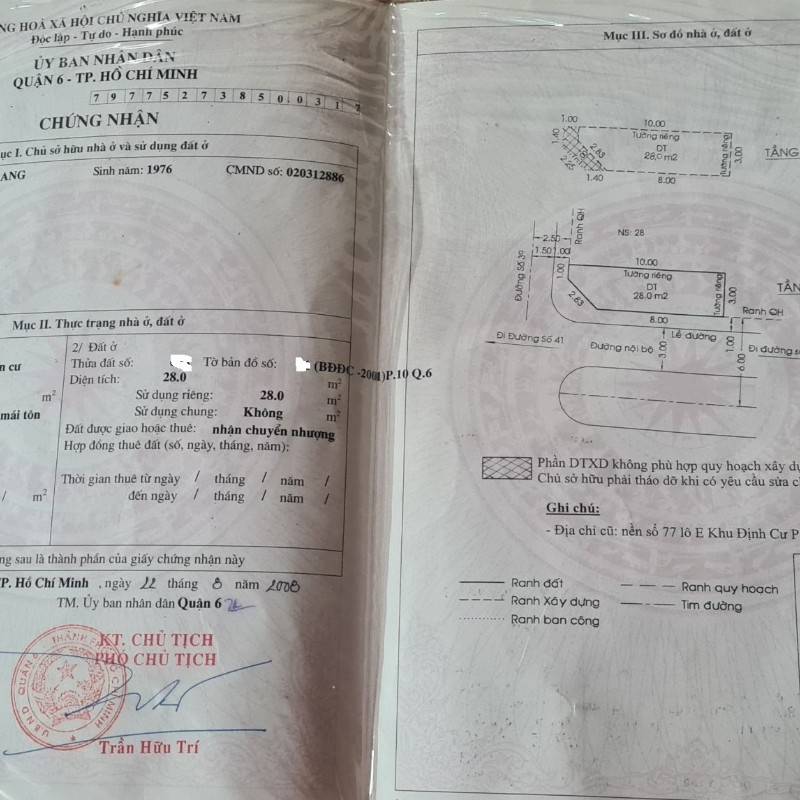 NG HOÀ XÃ HỘI CHỦ NGHĨA VIỆT NAM
Độc lập - Tự do - Hạnh phúc
ỦY BAN NHÂN DÂN
QUẬN 6 - TP. HỒ CHÍ MINH
7 9 7 7 5 2 7 3 8 5 0 0 3 1 2
CHỨNG NHẬN
ục I. Chủ sở hữu nhà ở và sử dụng đất ở
ANG Sinh năm: 1976 CMND số: 020312886
Mục II. Thực trạng nhà ở, đất ở
2/ Đất ở
n cư Thửa đất số: Tờ bản đồ số: (BĐĐC -2001)P.10 Q.6
Diện tích: 28.0 m²
m² Sử dụng riêng: 28.0 m²
mái tôn Sử dụng chung: Không m²
Đất được giao hoặc thuê: nhận chuyển nhượng
Hợp đồng thuê đất (số, ngày, tháng, năm):
Thời gian thuê từ ngày / tháng / năm /
/ m² đến ngày / tháng / năm /
ng sau là thành phần của giấy chứng nhận này
TP. Hồ Chí Minh , ngày 22 tháng 8 năm 2008
TM. Ủy ban nhân dân Quận 6
KT. CHỦ TỊCH
PHÓ CHỦ TỊCH
Trần Hữu Trí
Mục III. Sơ đồ nhà ở, đất ở
1.00 10.00
Tường riêng
1.40 2.83 DT
28,0 m2 Tường riêng 3.00 TẦNG
2.25 1.40 8.00
Ranh QH
NS: 28
2.50
1.50 1.00 10.00
Đường Số 39 1.00 Tường riêng
2.83 DT
28.0 m2 Tường riêng 3.00 TẦN
8.00 Ranh QH
Đi Đường Số 41 Lề đường
Đường nội bộ 3.00 1.00 6.00 Đi đường s
Phần DTXD không phù hợp quy hoạch xây dự
Chủ sở hữu phải tháo dỡ khi có yêu cầu sửa c
Ghi chú:
- Địa chỉ cũ: nền số 77 lô E Khu Định Cư P
Ranh đất Ranh quy hoạch
Ranh Xây dựng Tim đường
Ranh ban công